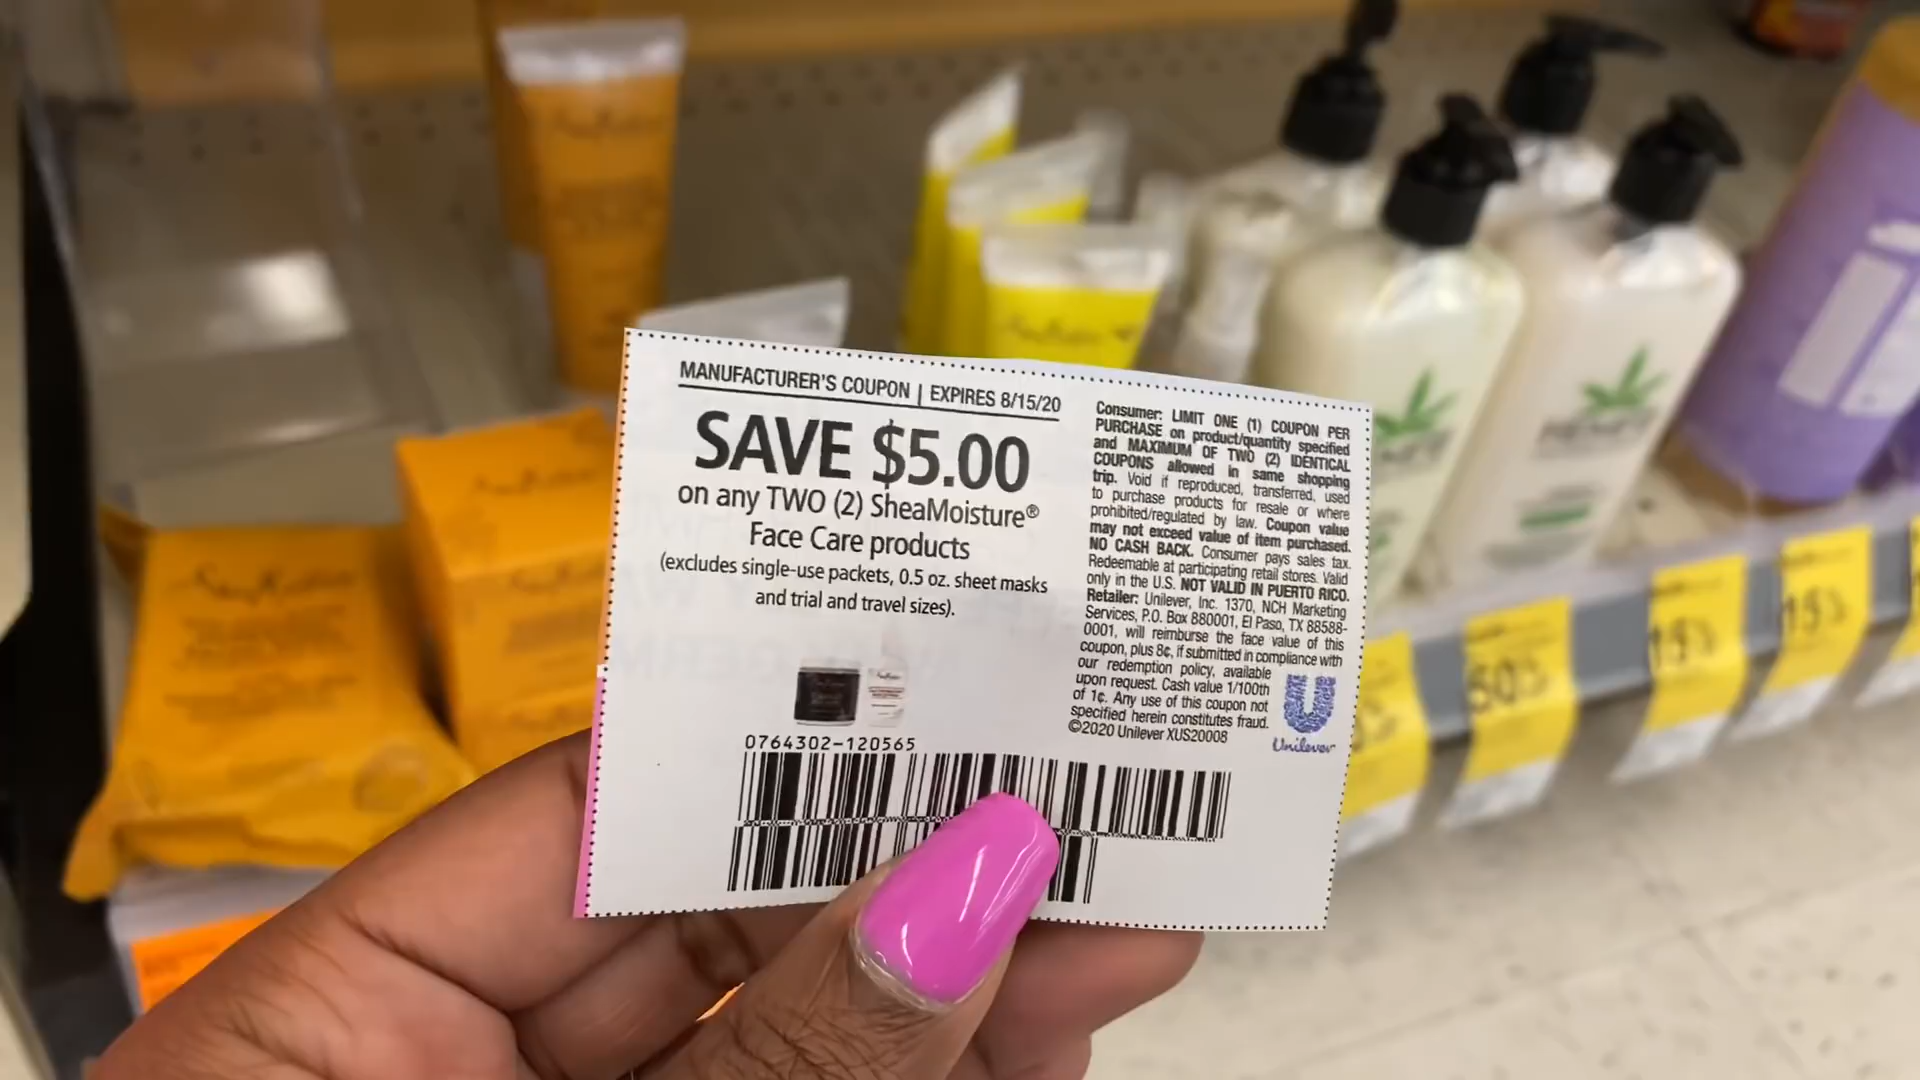 MANUFACTURER'S COUPON | EXPIRES 8/15/20
SAVE $5.00
on any TWO (2) SheaMoisture®
Face Care products
(excludes single-use packets, 0.5 oz. sheet masks
and trial and travel sizes).
0764302-120565
Consumer: LIMIT ONE (1) COUPON PER
PURCHASE on product/quantity specified
and MAXIMUM OF TWO (2) IDENTICAL
COUPONS allowed in same shopping
trip. Void if reproduced, transferred, used
to purchase products for resale or where
prohibited/regulated by law. Coupon value
may not exceed value of item purchased.
NO CASH BACK. Consumer pays sales tax.
Redeemable at participating retail stores. Valid
only in the U.S. NOT VALID IN PUERTO RICO.
Retailer: Unilever, Inc. 1370, NCH Marketing
Services, P.O. Box 880001, El Paso, TX 88588-
0001, will reimburse the face value of this
coupon, plus 8¢, if submitted in compliance with
our redemption policy, available
upon request. Cash value 1/100th
of 1¢. Any use of this coupon not
specified herein constitutes fraud.
©2020 Unilever XUS20008
Unilever
50%
15%
15%